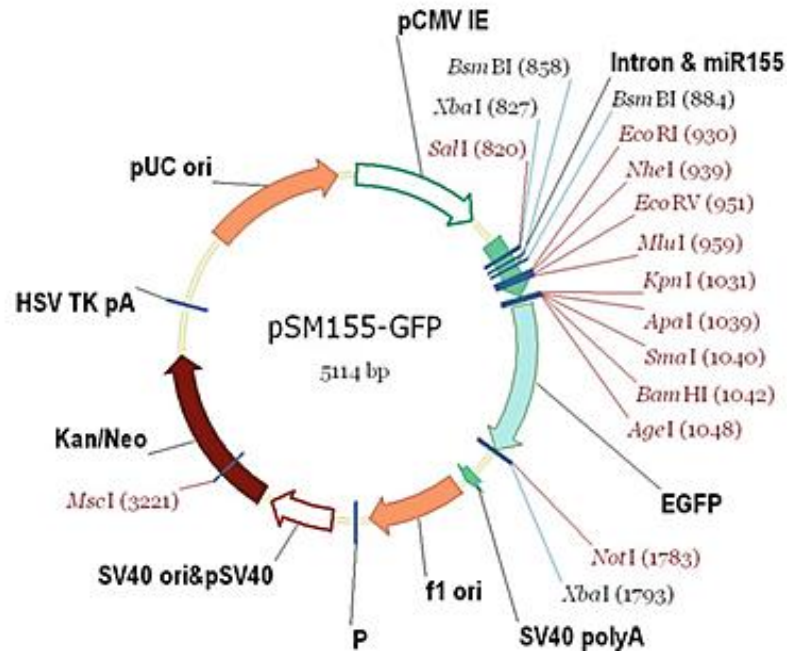 pCMV IE
BsmBI (858)
Intron & miR155
XbaI (827)
BsmBI (884)
SalI (820)
EcoRI (930)
pUC ori
NheI (939)
EcoRV (951)
MluI (959)
HSV TK pA
KpnI (1031)
pSM155-GFP
ApaI (1039)
5114 bp
SmaI (1040)
BamHI (1042)
Kan/Neo
AgeI (1048)
MscI (3221)
EGFP
NotI (1783)
SV40 ori&pSV40
f1 ori
XbaI (1793)
P
SV40 polyA